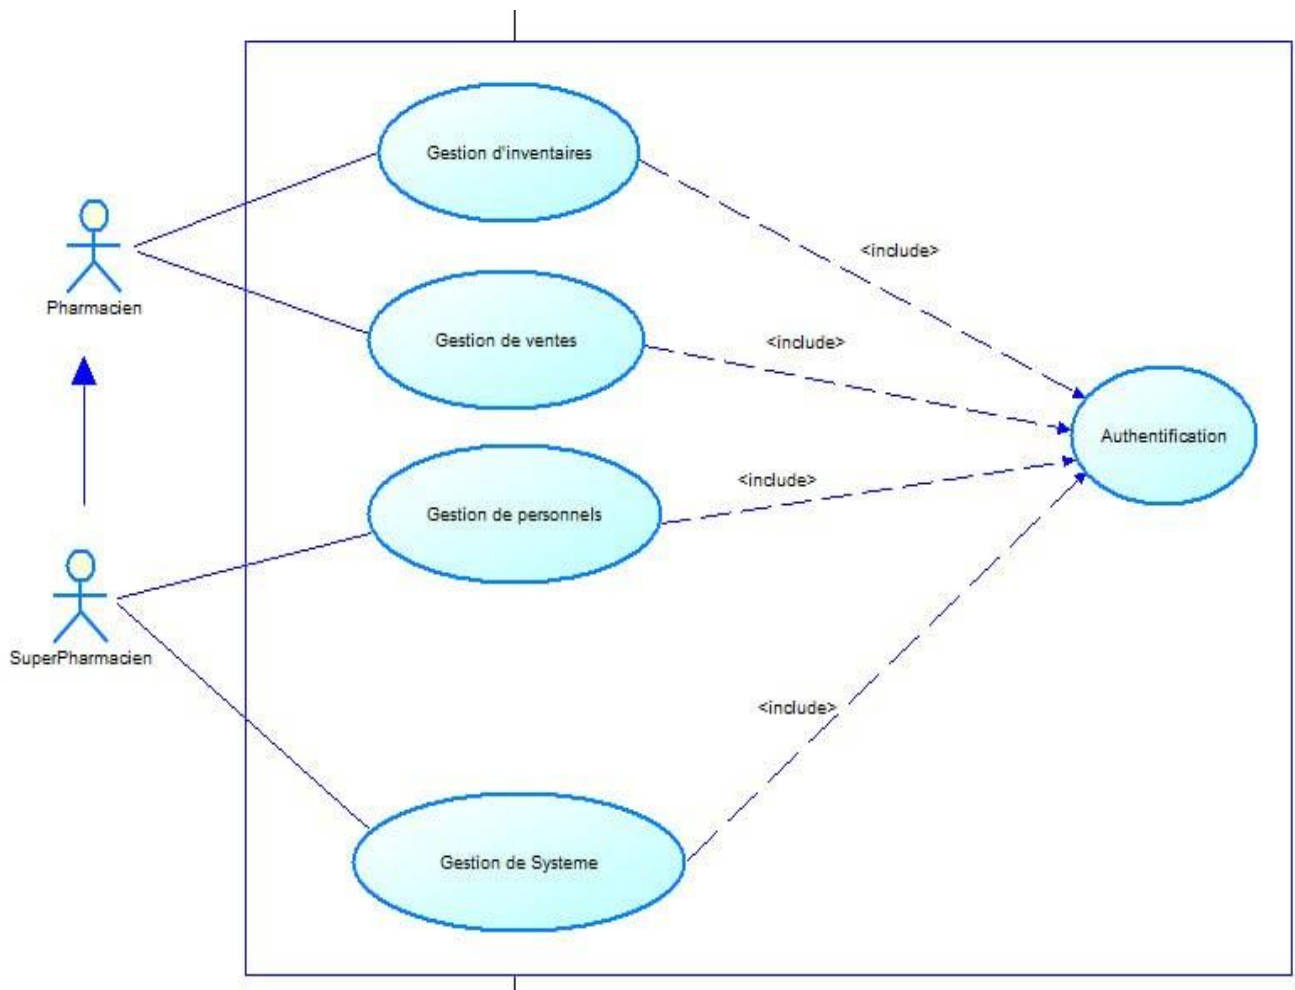 Gestion d'inventaires
<include>
Pharmacien
Gestion de ventes
<include>
Authentification
<include>
Gestion de personnels
SuperPharmacien
<include>
Gestion de Systeme